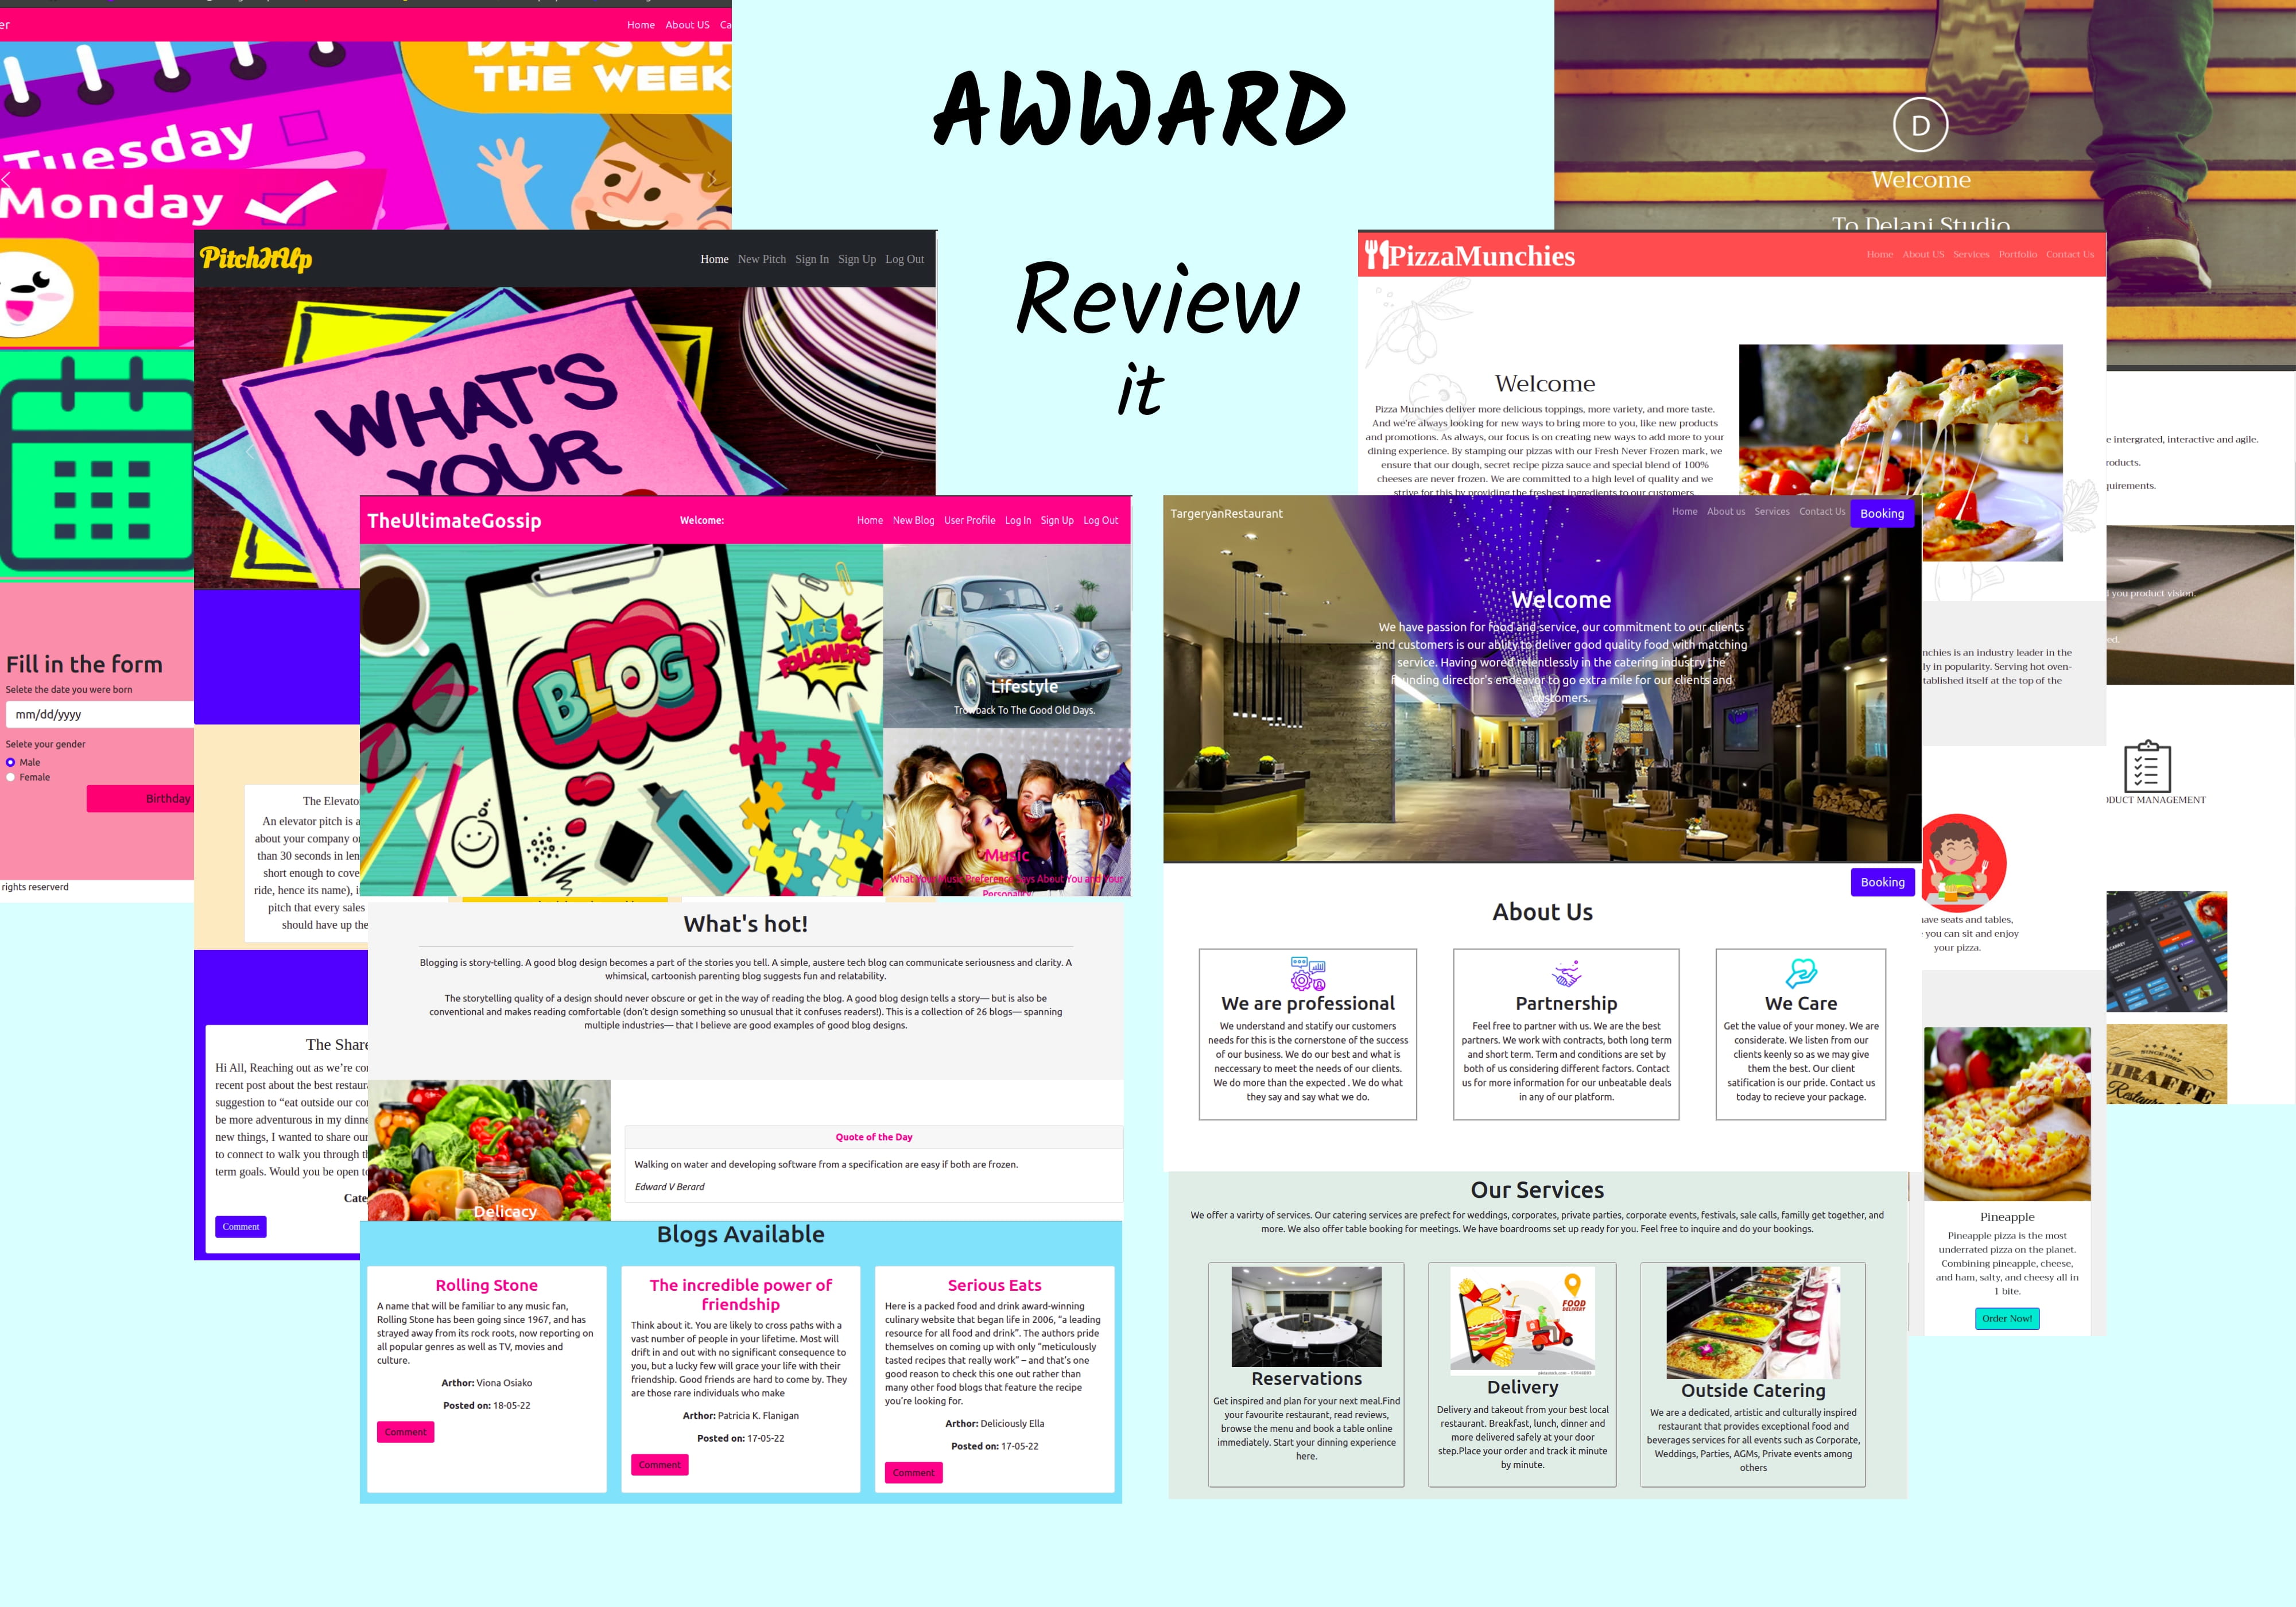 AWWARD
Review
it
er
Home About US Ca
DAYS OF
THE WEEK
Tuesday
Monday
Fill in the form
Selete the date you were born
mm/dd/yyyy
Selete your gender
Male
Female
Birthday
rights reserverd
PitchItUp
Home New Pitch Sign In Sign Up Log Out
WHAT'S
YOUR
The Elevato
An elevator pitch is a
about your company or
than 30 seconds in len
short enough to cove
ride, hence its name), i
pitch that every sales
should have up the
The Share
Hi All, Reaching out as we're co
recent post about the best restaur
suggestion to "eat outside our co
be more adventurous in my dinne
new things, I wanted to share our
to connect to walk you through t
term goals. Would you be open to
Cate
Comment
TheUltimateGossip
Welcome:
Home New Blog User Profile Log In Sign Up Log Out
BLOG
LIKES &
FOLLOWERS
Lifestyle
Trowback To The Good Old Days.
Music
What Your Music Preference Says About You and Your
Personality
What's hot!
Blogging is story-telling. A good blog design becomes a part of the stories you tell. A simple, austere tech blog can communicate seriousness and clarity. A
whimsical, cartoonish parenting blog suggests fun and relatability.
The storytelling quality of a design should never obscure or get in the way of reading the blog. A good blog design tells a story— but is also be
conventional and makes reading comfortable (don't design something so unusual that it confuses readers!). This is a collection of 26 blogs— spanning
multiple industries— that I believe are good examples of good blog designs.
Delicacy
Quote of the Day
Walking on water and developing software from a specification are easy if both are frozen.
Edward V Berard
Blogs Available
Rolling Stone
A name that will be familiar to any music fan,
Rolling Stone has been going since 1967, and has
strayed away from its rock roots, now reporting on
all popular genres as well as TV, movies and
culture.
Arthor: Viona Osiako
Posted on: 18-05-22
Comment
The incredible power of
friendship
Think about it. You are likely to cross paths with a
vast number of people in your lifetime. Most will
drift in and out with no significant consequence to
you, but a lucky few will grace your life with their
friendship. Good friends are hard to come by. They
are those rare individuals who make
Arthor: Patricia K. Flanigan
Posted on: 17-05-22
Comment
Serious Eats
Here is a packed food and drink award-winning
culinary website that began life in 2006, "a leading
resource for all food and drink". The authors pride
themselves on coming up with only "meticulously
tasted recipes that really work" – and that's one
good reason to check this one out rather than
many other food blogs that feature the recipe
you're looking for.
Arthor: Deliciously Ella
Posted on: 17-05-22
Comment
D
Welcome
To Delani Studio
PizzaMunchies
Home About US Services Portfolio Contact Us
Welcome
Pizza Munchies deliver more delicious toppings, more variety, and more taste.
And we're always looking for new ways to bring more to you, like new products
and promotions. As always, our focus is on creating new ways to add more to your
dining experience. By stamping our pizzas with our Fresh Never Frozen mark, we
ensure that our dough, secret recipe pizza sauce and special blend of 100%
cheeses are never frozen. We are committed to a high level of quality and we
strive for this by providing the freshest ingredients to our customers.
e intergrated, interactive and agile.
roducts.
quirements.
l you product vision.
ed.
nchies is an industry leader in the
ly in popularity. Serving hot oven-
tablished itself at the top of the
ODUCT MANAGEMENT
ave seats and tables,
you can sit and enjoy
your pizza.
SINCE 1967
GIRAFFE
Restaurant
Pineapple
Pineapple pizza is the most
underrated pizza on the planet.
Combining pineapple, cheese,
and ham, salty, and cheesy all in
1 bite.
Order Now!
TargeryanRestaurant
Home About us Services Contact Us Booking
Welcome
We have passion for food and service, our commitment to our clients
and customers is our ability to deliver good quality food with matching
service. Having wored relentlessly in the catering industry the
founding director's endeavor to go extra mile for our clients and
customers.
Booking
About Us
We are professional
We understand and statify our customers
needs for this is the cornerstone of the success
of our business. We do our best and what is
neccessary to meet the needs of our clients.
We do more than the expected . We do what
they say and say what we do.
Partnership
Feel free to partner with us. We are the best
partners. We work with contracts, both long term
and short term. Term and conditions are set by
both of us considering different factors. Contact
us for more information for our unbeatable deals
in any of our platform.
We Care
Get the value of your money. We are
considerate. We listen from our
clients keenly so as we may give
them the best. Our client
satification is our pride. Contact us
today to recieve your package.
Our Services
We offer a varirty of services. Our catering services are prefect for weddings, corporates, private parties, corporate events, festivals, sale calls, familly get together, and
more. We also offer table booking for meetings. We have boardrooms set up ready for you. Feel free to inquire and do your bookings.
Reservations
Get inspired and plan for your next meal.Find
your favourite restaurant, read reviews,
browse the menu and book a table online
immediately. Start your dinning experience
here.
FOOD
DELIVERY
Delivery
Delivery and takeout from your best local
restaurant. Breakfast, lunch, dinner and
more delivered safely at your door
step.Place your order and track it minute
by minute.
Outside Catering
We are a dedicated, artistic and culturally inspired
restaurant that provides exceptional food and
beverages services for all events such as Corporate,
Weddings, Parties, AGMs, Private events among
others